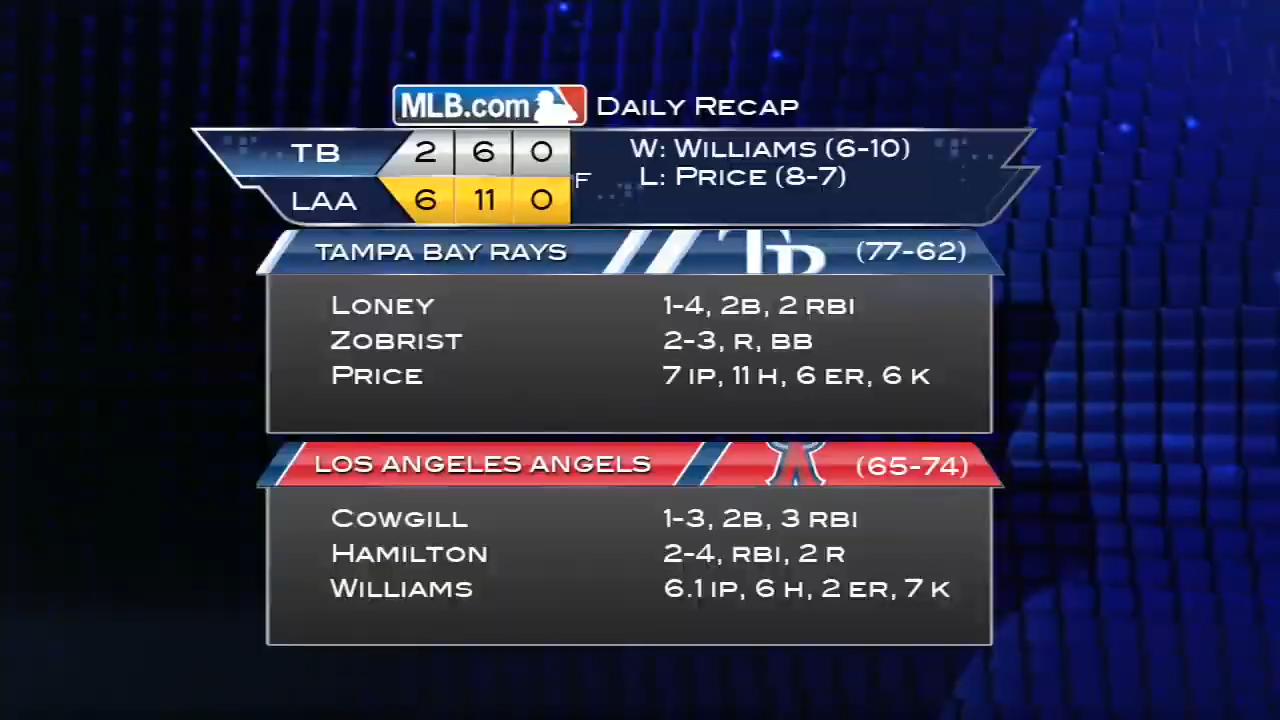 MLB.com DAILY RECAP
TB 2 6 0
LAA 6 11 0
F
W: WILLIAMS (6-10)
L: PRICE (8-7)
TAMPA BAY RAYS TB (77-62)
LONEY 1-4, 2B, 2 RBI
ZOBRIST 2-3, R, BB
PRICE 7 IP, 11 H, 6 ER, 6 K
LOS ANGELES ANGELS A (65-74)
COWGILL 1-3, 2B, 3 RBI
HAMILTON 2-4, RBI, 2 R
WILLIAMS 6.1 IP, 6 H, 2 ER, 7 K